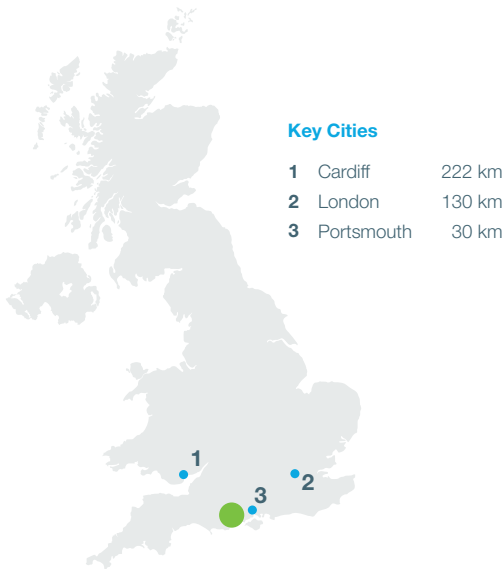 Key Cities
1 Cardiff 222 km
2 London 130 km
3 Portsmouth 30 km
1
2
3